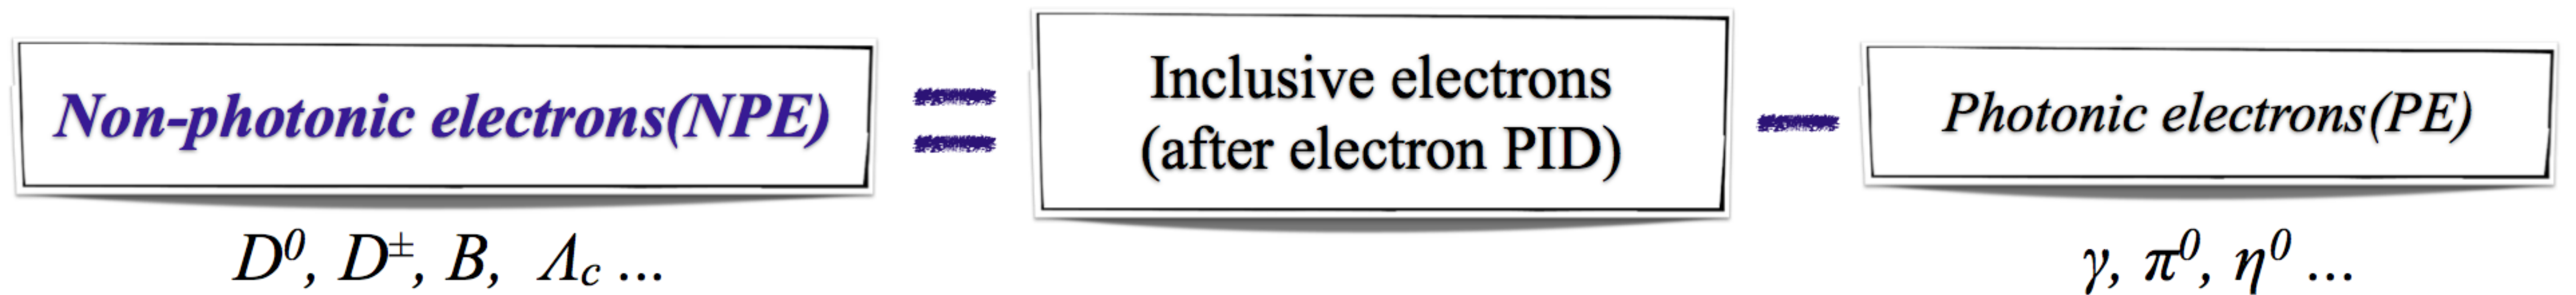 Non-photonic electrons(NPE) = Inclusive electrons
(after electron PID) - Photonic electrons(PE)
D⁰, D±, B, Λc ...
γ, π⁰, η⁰ ...